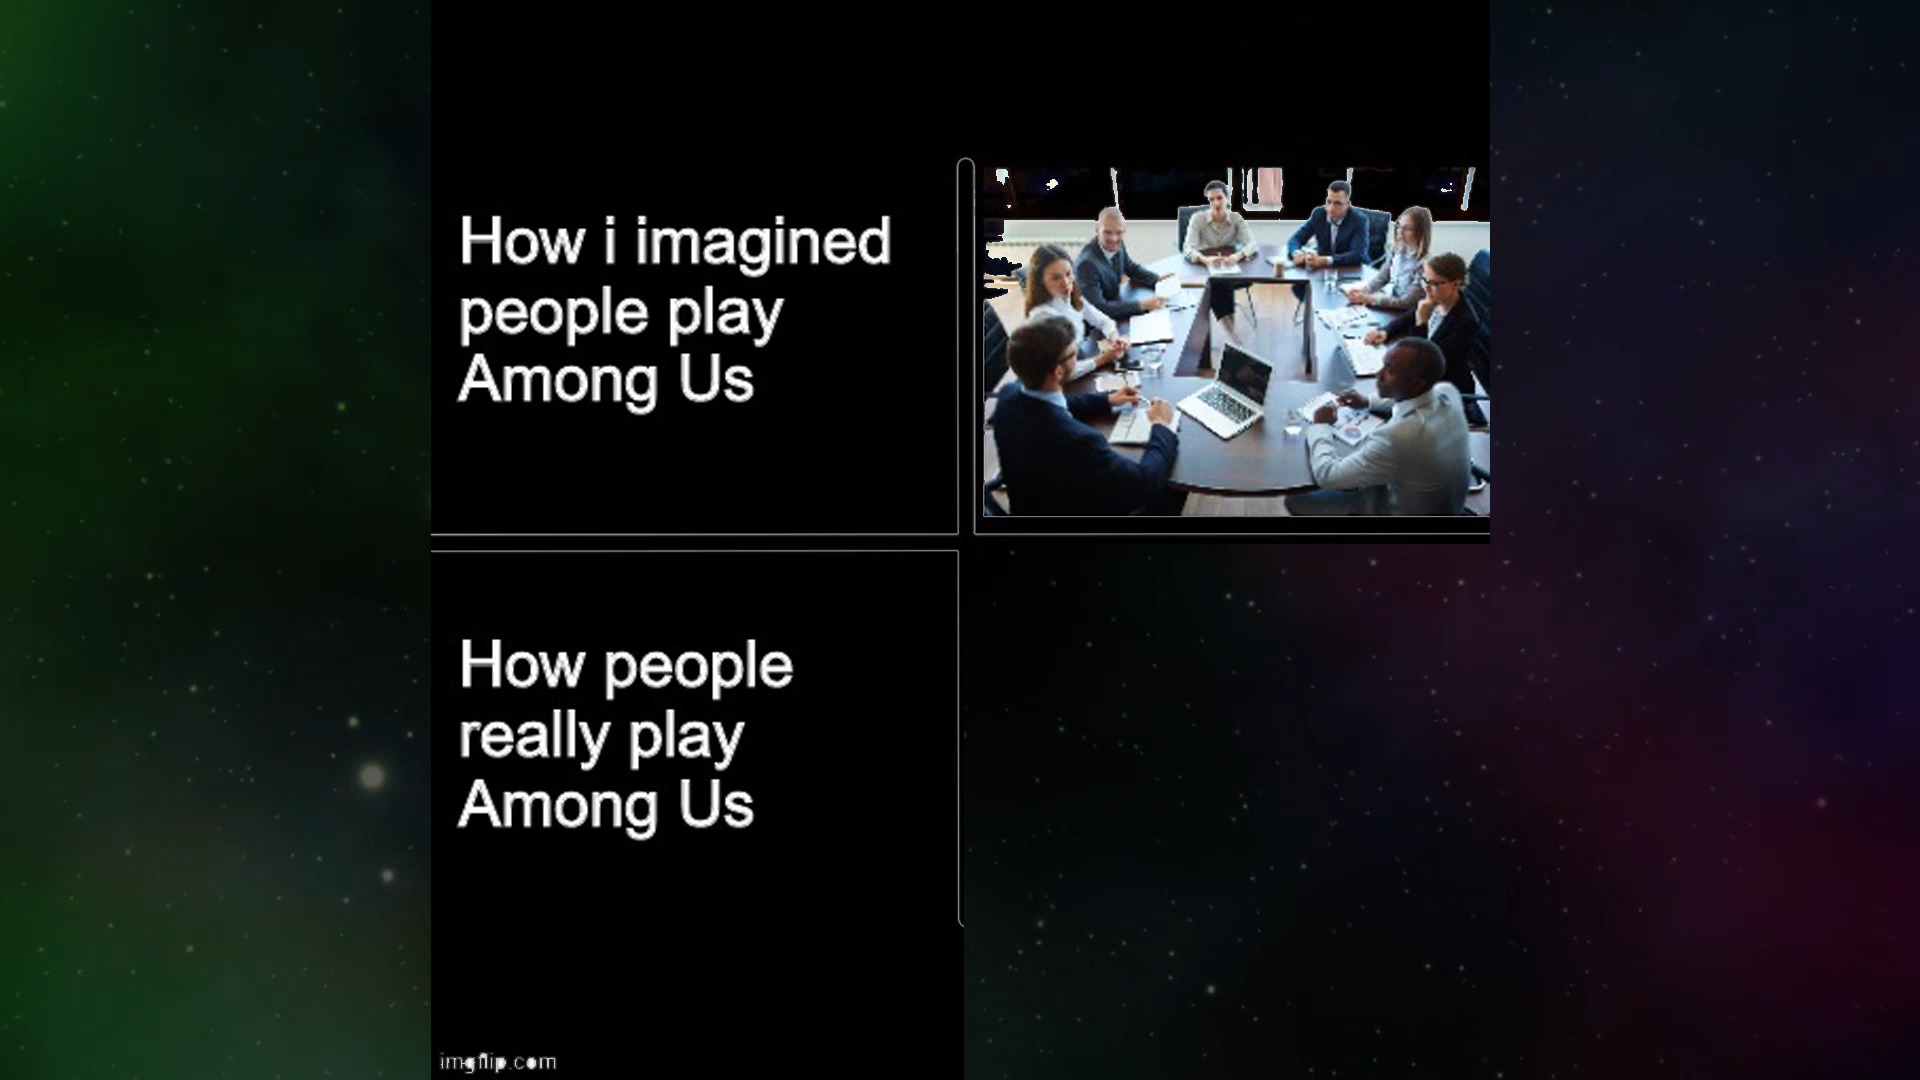 How i imagined
people play
Among Us
How people
really play
Among Us
imgflip.com